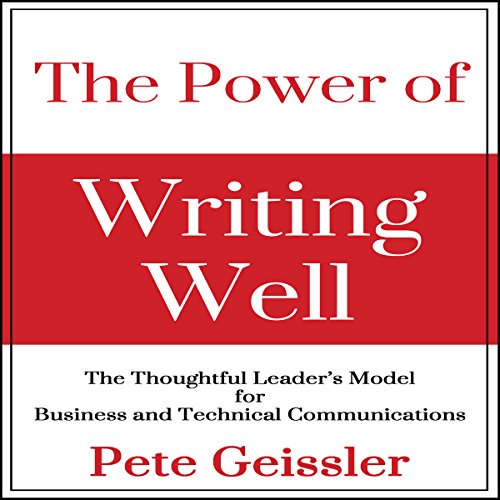 The Power of
Writing
Well
The Thoughtful Leader's Model
for
Business and Technical Communications
Pete Geissler